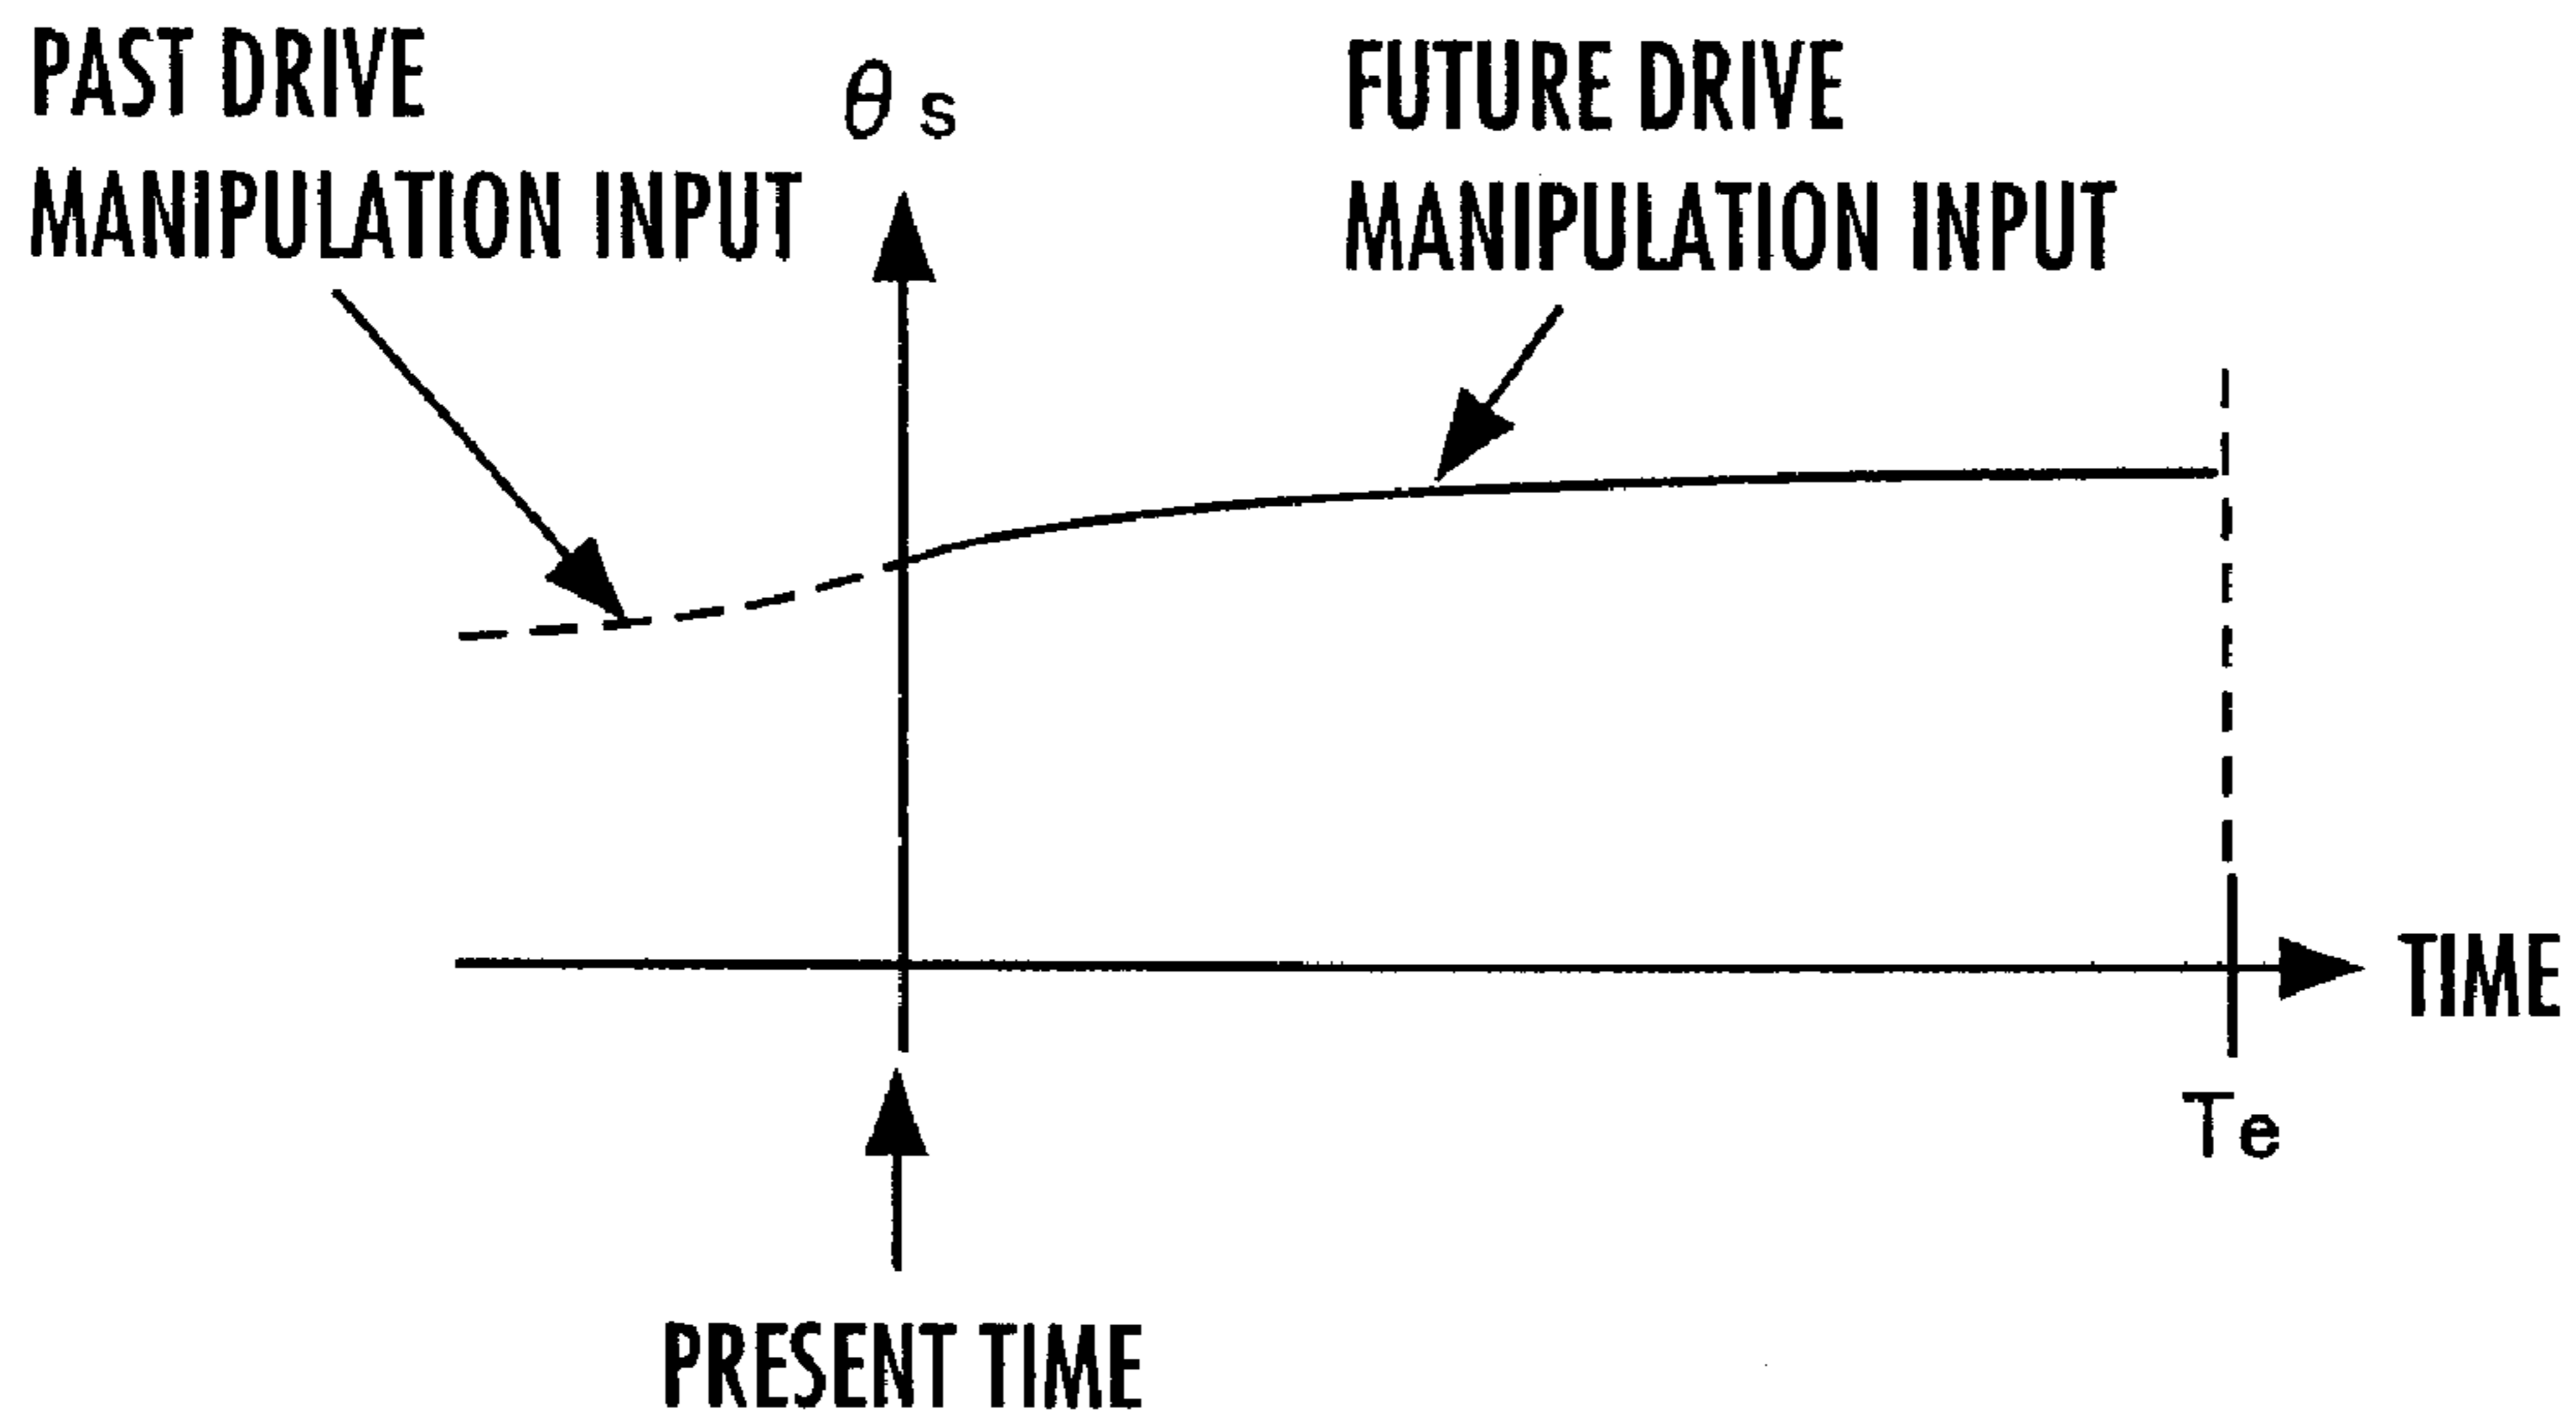 PAST DRIVE
MANIPULATION INPUT
θs
FUTURE DRIVE
MANIPULATION INPUT
TIME
Te
PRESENT TIME